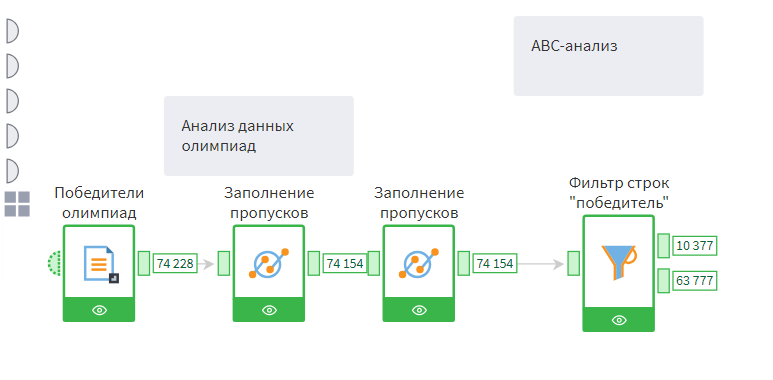 АВС-анализ
Анализ данных
олимпиад
Победители
олимпиад
Заполнение
пропусков
Заполнение
пропусков
Фильтр строк
"победитель"
74 228
74 154
74 154
10 377
63 777